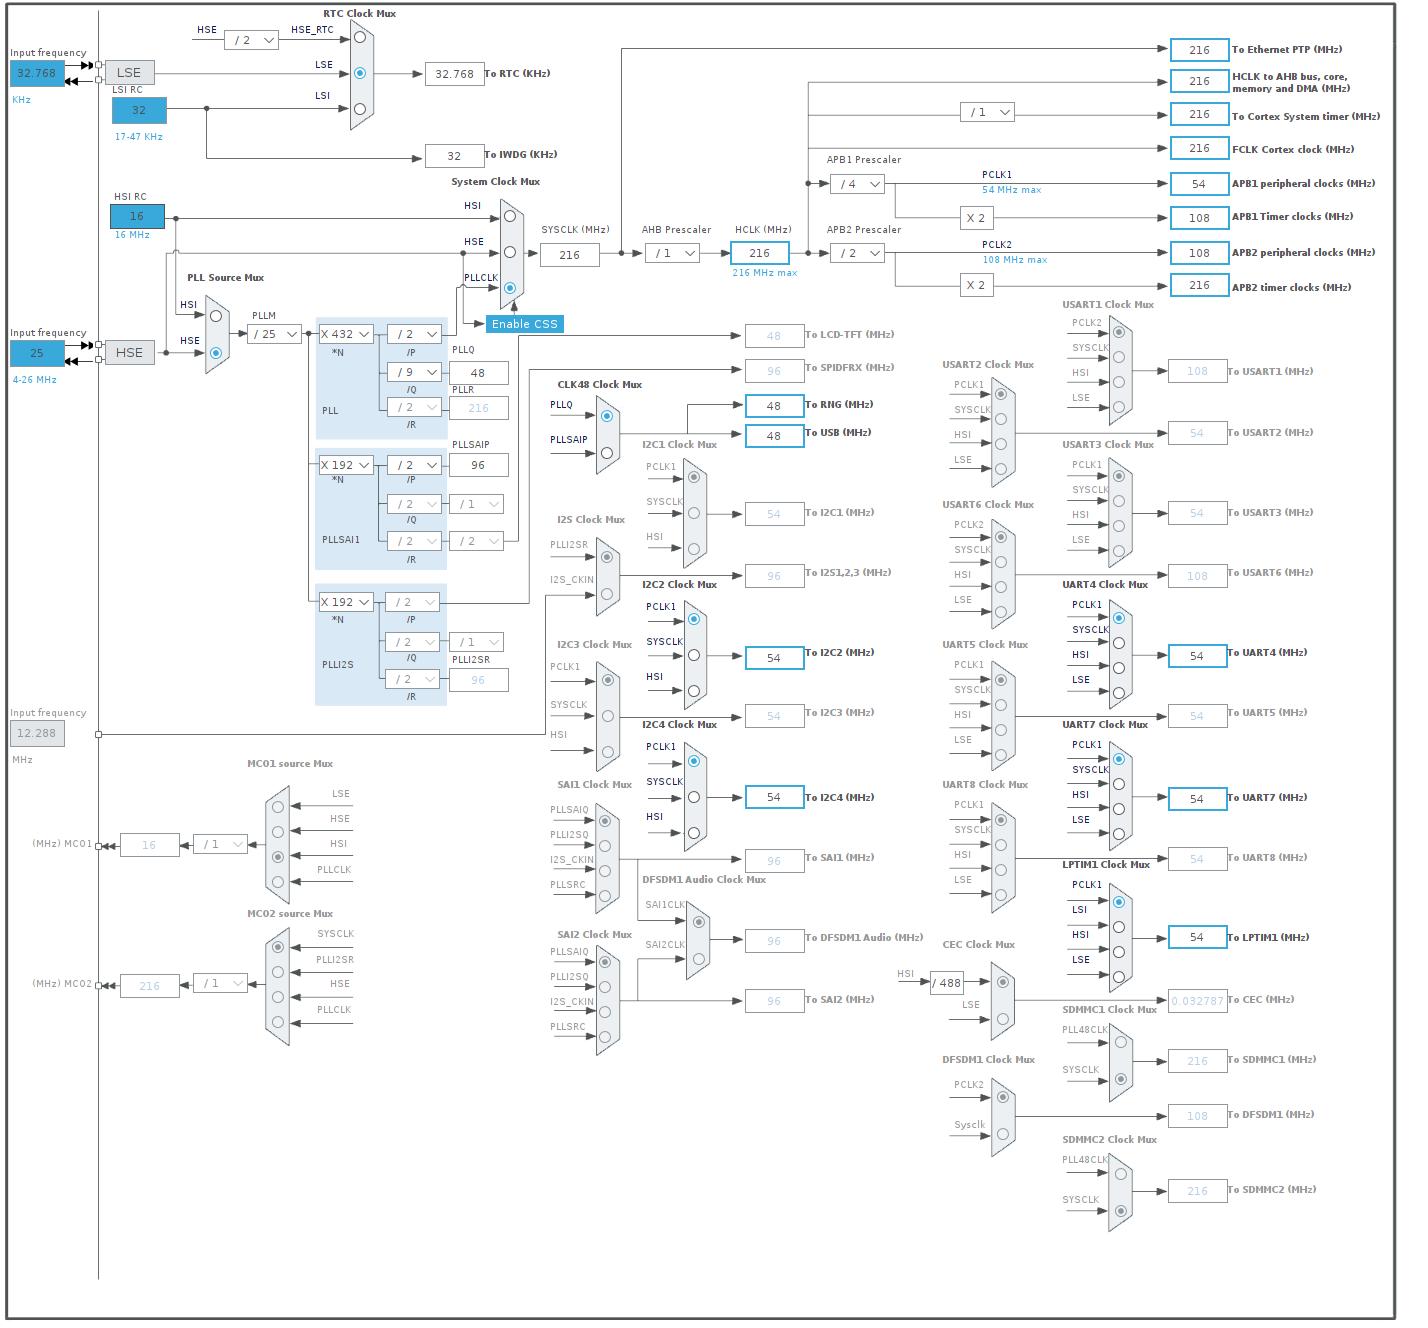 RTC Clock Mux
HSE
/ 2
HSE_RTC
LSE
LSI
Input frequency
32.768
KHz
LSE
LSI RC
32
17-47 KHz
32.768
To RTC (KHz)
32
To IWDG (KHz)
System Clock Mux
HSI
HSE
PLLCLK
Enable CSS
HSI RC
16
16 MHz
PLL Source Mux
HSI
HSE
Input frequency
25
4-26 MHz
HSE
PLLM
/ 25
X 432
*N
/ 2
/P
PLLQ
/ 9
48
/Q
PLLR
/ 2
216
/R
PLL
PLLSAIP
X 192
*N
/ 2
96
/P
/ 2
/ 1
/Q
PLLSAI1
/ 2
/ 2
/R
X 192
*N
/ 2
/P
/ 2
/ 1
/Q
PLLI2S
PLLI2SR
/ 2
96
/R
SYSCLK (MHz)
216
AHB Prescaler
/ 1
HCLK (MHz)
216
216 MHz max
216
To Ethernet PTP (MHz)
216
HCLK to AHB bus, core,
memory and DMA (MHz)
/ 1
216
To Cortex System timer (MHz)
216
FCLK Cortex clock (MHz)
APB1 Prescaler
/ 4
PCLK1
54 MHz max
54
APB1 peripheral clocks (MHz)
X 2
108
APB1 Timer clocks (MHz)
APB2 Prescaler
/ 2
PCLK2
108 MHz max
108
APB2 peripheral clocks (MHz)
X 2
216
APB2 timer clocks (MHz)
48
To LCD-TFT (MHz)
96
To SPIDFRX (MHz)
CLK48 Clock Mux
PLLQ
PLLSAIP
48
To RNG (MHz)
48
To USB (MHz)
I2C1 Clock Mux
PCLK1
SYSCLK
HSI
54
To I2C1 (MHz)
I2S Clock Mux
PLLI2SR
I2S_CKIN
96
To I2S1,2,3 (MHz)
I2C2 Clock Mux
PCLK1
SYSCLK
HSI
54
To I2C2 (MHz)
I2C3 Clock Mux
PCLK1
SYSCLK
HSI
54
To I2C3 (MHz)
I2C4 Clock Mux
PCLK1
SYSCLK
HSI
54
To I2C4 (MHz)
SAI1 Clock Mux
PLLSAIQ
PLLI2SQ
I2S_CKIN
PLLSRC
96
To SAI1 (MHz)
DFSDM1 Audio Clock Mux
SAI1CLK
SAI2CLK
96
To DFSDM1 Audio (MHz)
SAI2 Clock Mux
PLLSAIQ
PLLI2SQ
I2S_CKIN
PLLSRC
96
To SAI2 (MHz)
Input frequency
12.288
MHz
MCO1 source Mux
LSE
HSE
HSI
PLLCLK
(MHz) MCO1
16
/ 1
MCO2 source Mux
SYSCLK
PLLI2SR
HSE
PLLCLK
(MHz) MCO2
216
/ 1
USART1 Clock Mux
PCLK2
SYSCLK
HSI
LSE
108
To USART1 (MHz)
USART2 Clock Mux
PCLK1
SYSCLK
HSI
LSE
54
To USART2 (MHz)
USART3 Clock Mux
PCLK1
SYSCLK
HSI
LSE
54
To USART3 (MHz)
USART6 Clock Mux
PCLK2
SYSCLK
HSI
LSE
108
To USART6 (MHz)
UART4 Clock Mux
PCLK1
SYSCLK
HSI
LSE
54
To UART4 (MHz)
UART5 Clock Mux
PCLK1
SYSCLK
HSI
LSE
54
To UART5 (MHz)
UART7 Clock Mux
PCLK1
SYSCLK
HSI
LSE
54
To UART7 (MHz)
UART8 Clock Mux
PCLK1
SYSCLK
HSI
LSE
54
To UART8 (MHz)
LPTIM1 Clock Mux
PCLK1
LSI
HSI
LSE
54
To LPTIM1 (MHz)
CEC Clock Mux
HSI
/ 488
LSE
0.032787
To CEC (MHz)
SDMMC1 Clock Mux
PLL48CLK
SYSCLK
216
To SDMMC1 (MHz)
DFSDM1 Clock Mux
PCLK2
Sysclk
108
To DFSDM1 (MHz)
SDMMC2 Clock Mux
PLL48CLK
SYSCLK
216
To SDMMC2 (MHz)